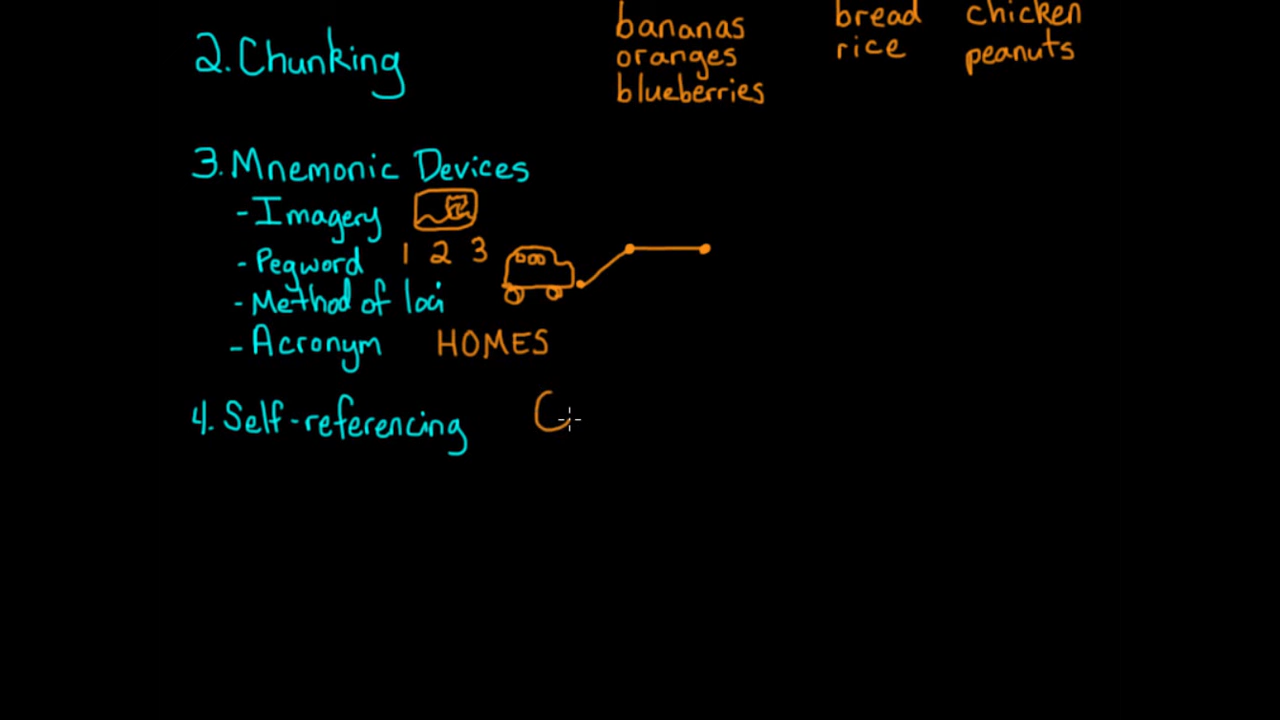 bananas bread chicken
2. Chunking oranges rice peanuts
blueberries
3. Mnemonic Devices
- Imagery
- Pegword 1 2 3
- Method of loci
- Acronym HOMES
4. Self-referencing